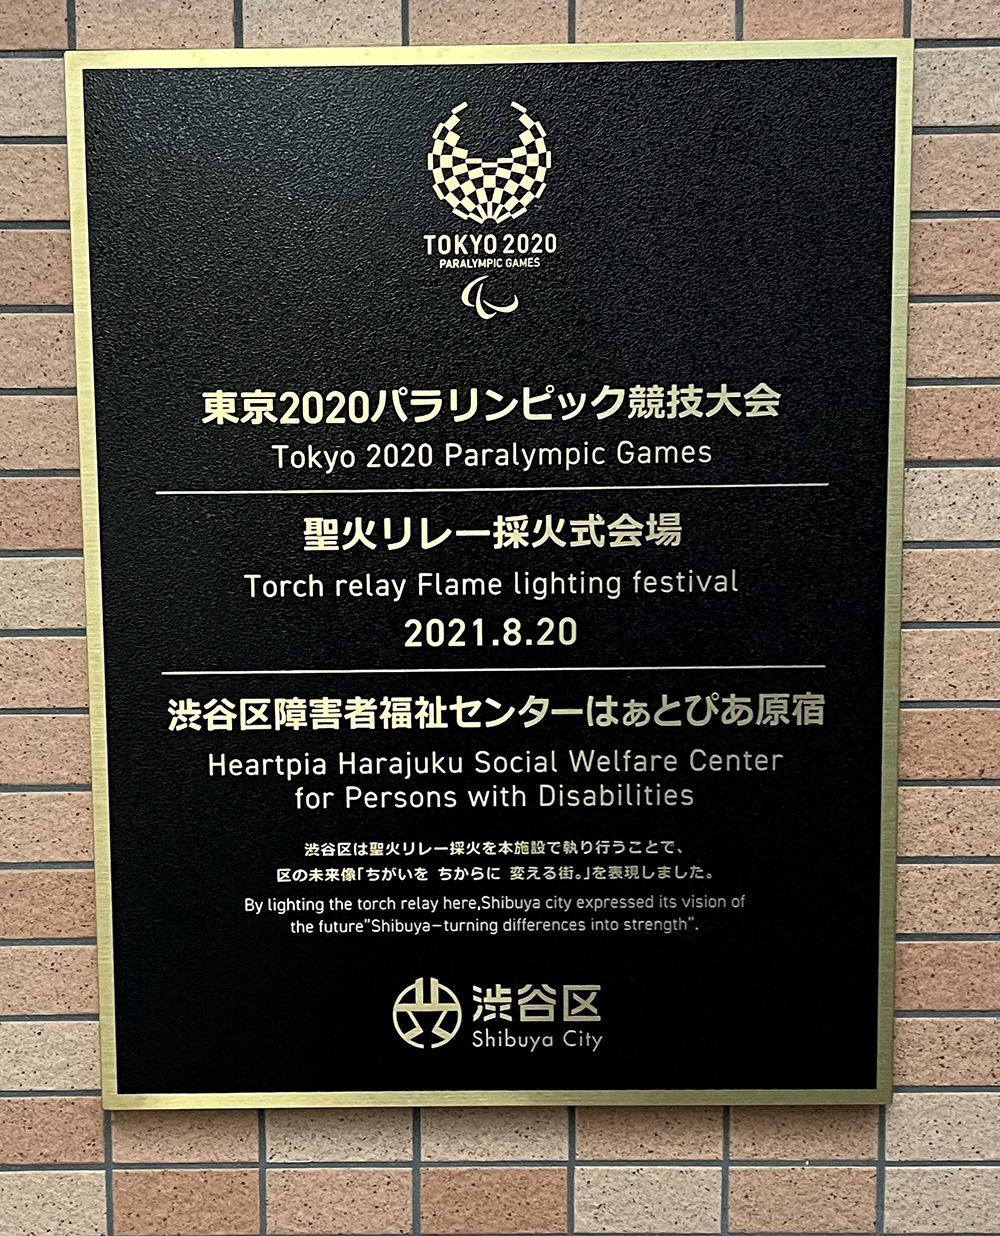 TOKYO 2020
PARALYMPIC GAMES
東京2020パラリンピック競技大会
Tokyo 2020 Paralympic Games
聖火リレー採火式会場
Torch relay Flame lighting festival
2021.8.20
渋谷区障害者福祉センターはぁとぴあ原宿
Heartpia Harajuku Social Welfare Center
for Persons with Disabilities
渋谷区は聖火リレー採火を本施設で執り行うことで、
区の未来像「ちがいを ちからに 変える街。」を表現しました。
By lighting the torch relay here,Shibuya city expressed its vision of
the future"Shibuya–turning differences into strength".
渋谷区
Shibuya City